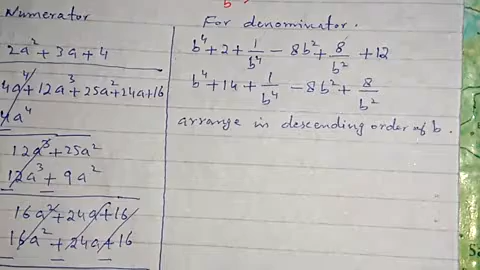 b
Numerator
2a² + 3a + 4
4a⁴ + 12a³ + 25a² + 24a + 16
4a⁴
12a³ + 25a²
12a³ + 9a²
16a² + 24a + 16
16a² + 24a + 16
For denominator.
b⁴ + 2 + 1/b⁴ - 8b² + 8/b² + 12
b⁴ + 14 + 1/b⁴ - 8b² + 8/b²
arrange in descending order of b.